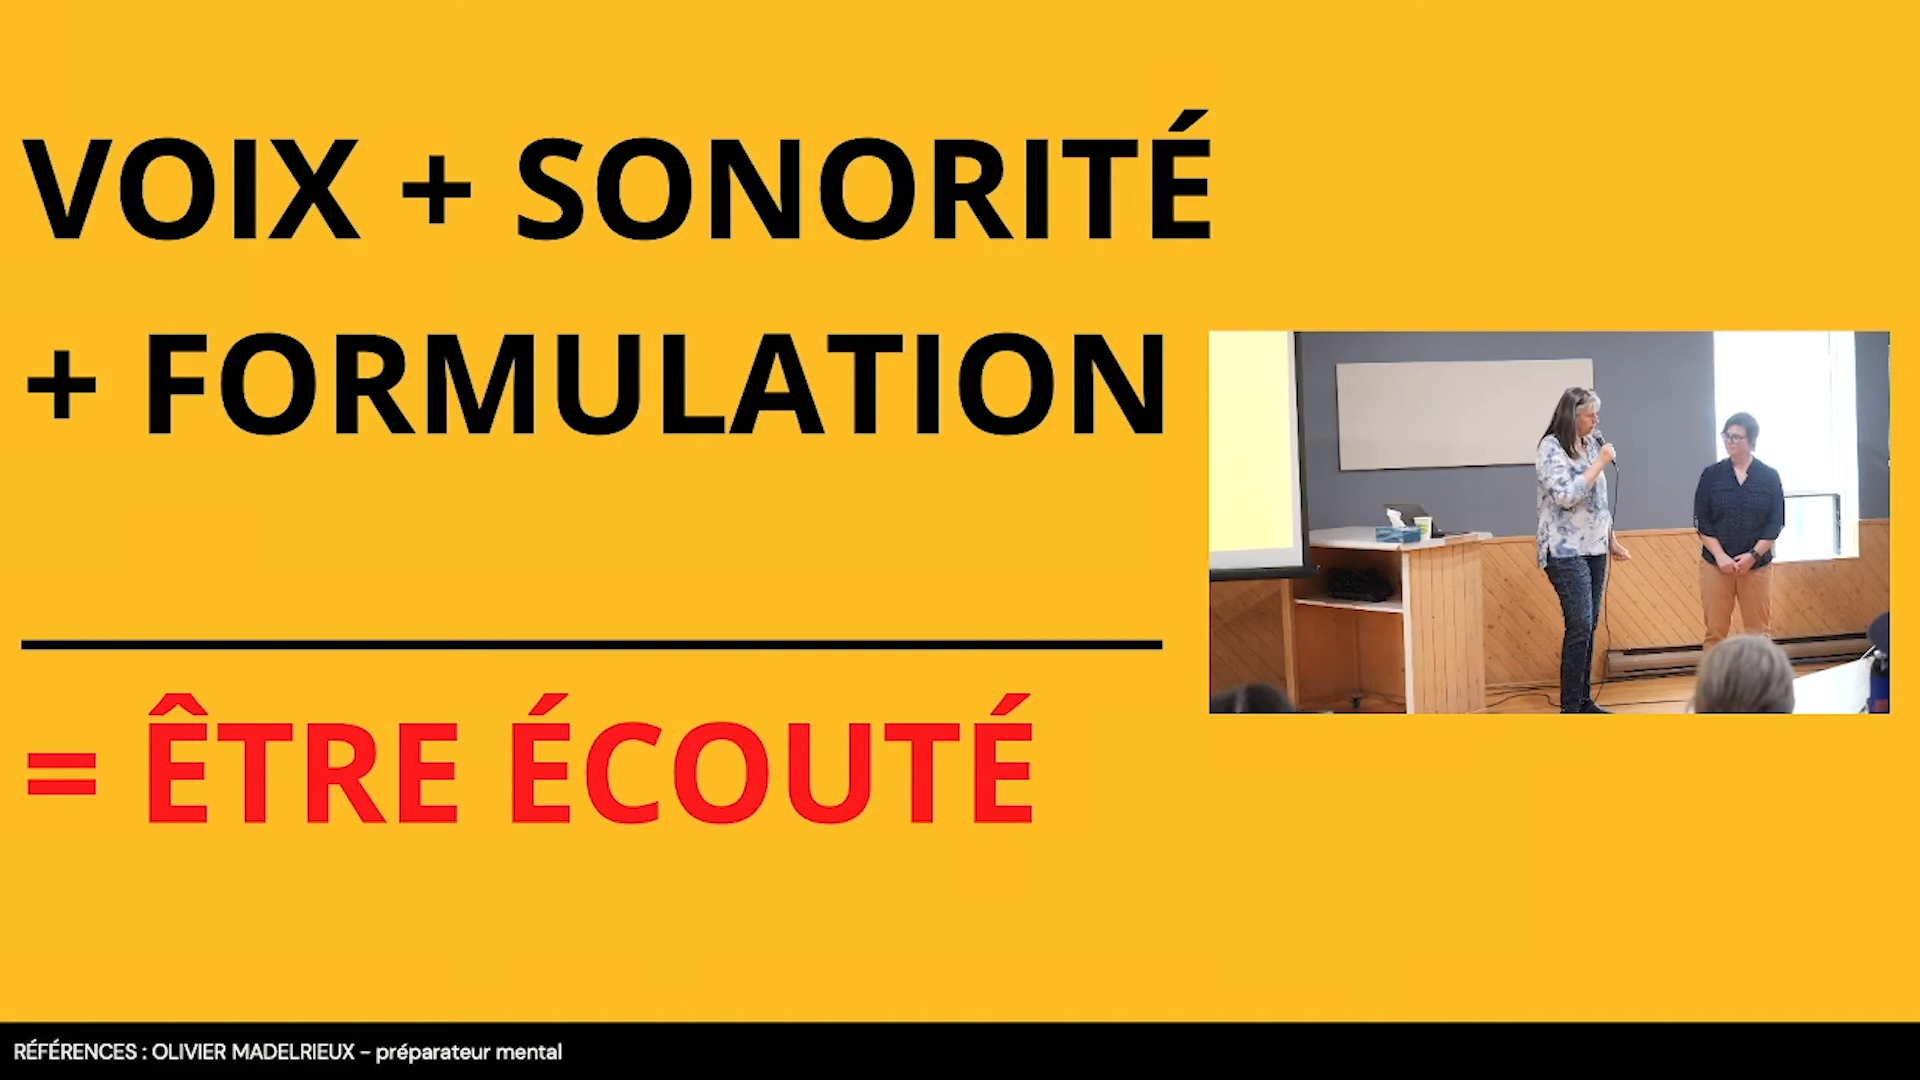 VOIX + SONORITÉ
+ FORMULATION
= ÊTRE ÉCOUTÉ
RÉFÉRENCES : OLIVIER MADELRIEUX – préparateur mental